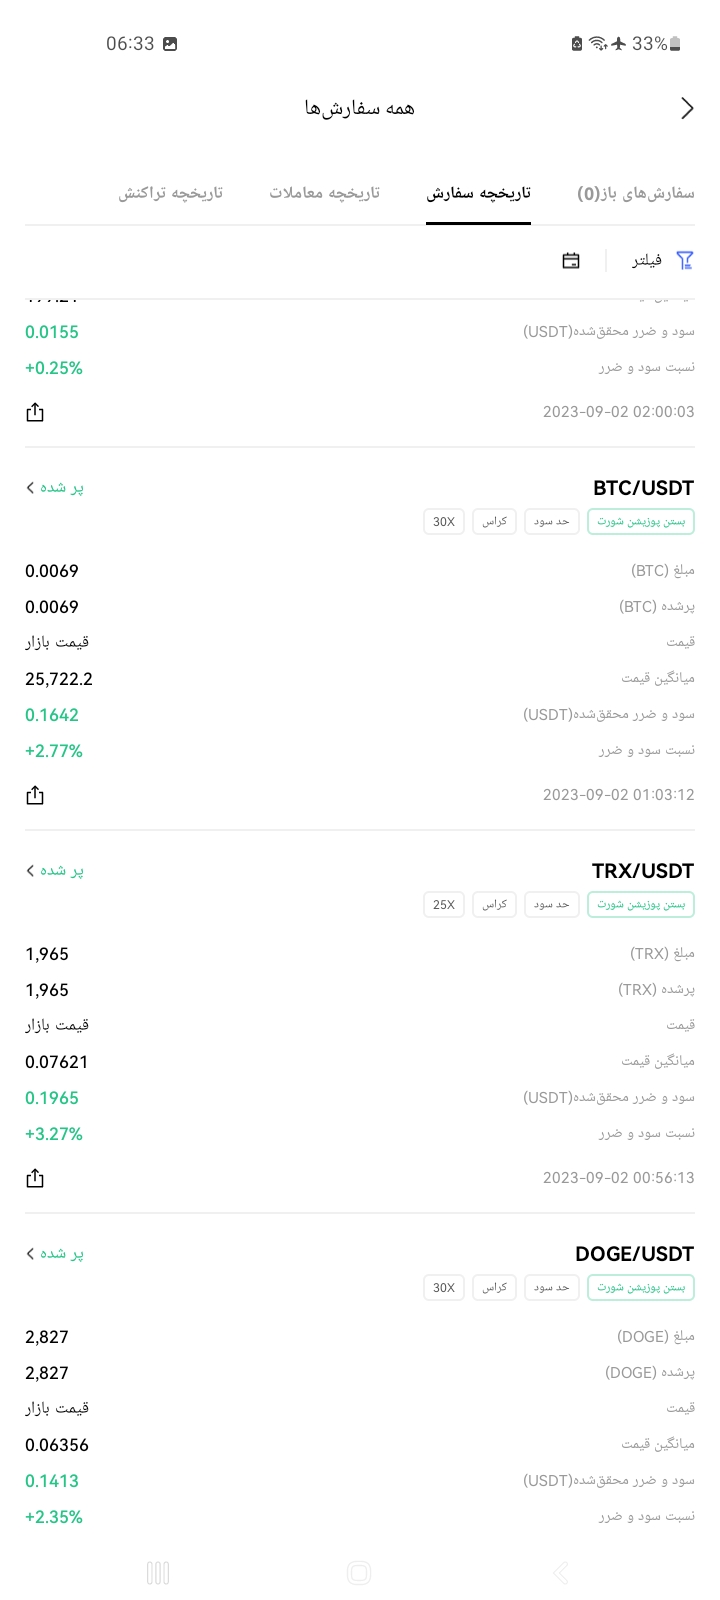 06:33
33%
همه سفارش‌ها
سفارش‌های باز(0) تاریخچه سفارش تاریخچه معاملات تاریخچه تراکنش
فیلتر
سود و ضرر محقق‌شده(USDT) 0.0155
نسبت سود و ضرر +0.25%
2023-09-02 02:00:03
BTC/USDT پر شده
بستن پوزیشن شورت حد سود کراس 30X
مبلغ (BTC) 0.0069
پرشده (BTC) 0.0069
قیمت قیمت بازار
میانگین قیمت 25,722.2
سود و ضرر محقق‌شده(USDT) 0.1642
نسبت سود و ضرر +2.77%
2023-09-02 01:03:12
TRX/USDT پر شده
بستن پوزیشن شورت حد سود کراس 25X
مبلغ (TRX) 1,965
پرشده (TRX) 1,965
قیمت قیمت بازار
میانگین قیمت 0.07621
سود و ضرر محقق‌شده(USDT) 0.1965
نسبت سود و ضرر +3.27%
2023-09-02 00:56:13
DOGE/USDT پر شده
بستن پوزیشن شورت حد سود کراس 30X
مبلغ (DOGE) 2,827
پرشده (DOGE) 2,827
قیمت قیمت بازار
میانگین قیمت 0.06356
سود و ضرر محقق‌شده(USDT) 0.1413
نسبت سود و ضرر +2.35%